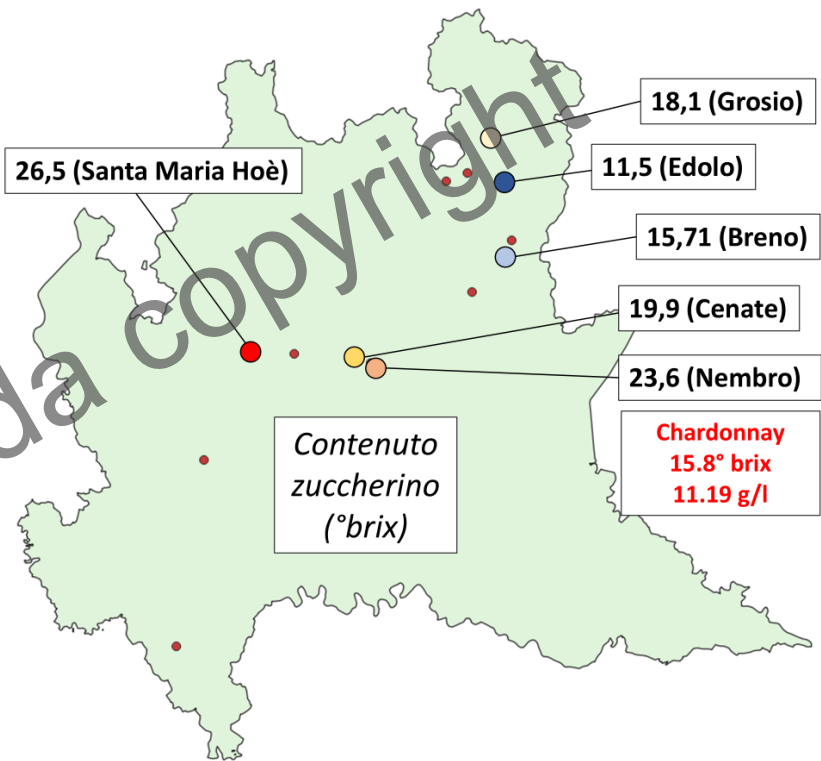 18,1 (Grosio)
11,5 (Edolo)
26,5 (Santa Maria Hoè)
15,71 (Breno)
19,9 (Cenate)
23,6 (Nembro)
Chardonnay
15.8° brix
11.19 g/l
Contenuto
zuccherino
(°brix)
da copyright